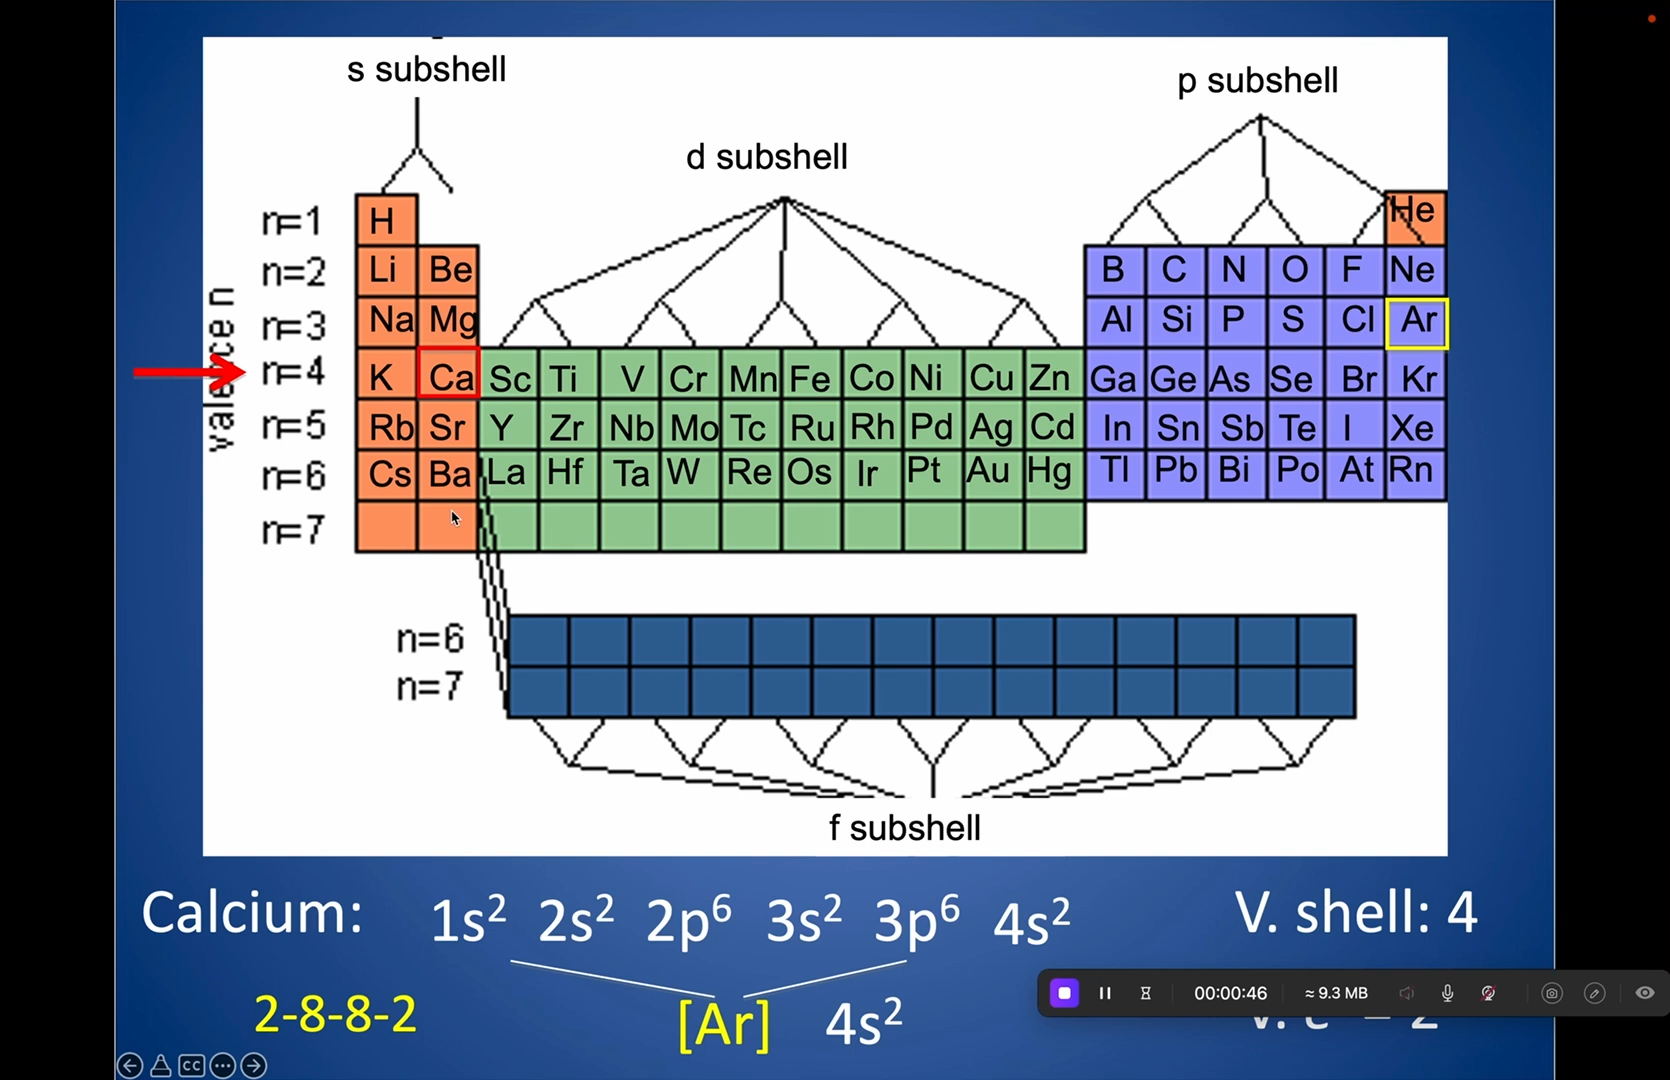 s subshell
p subshell
d subshell
valence n
n=1 H He
n=2 Li Be B C N O F Ne
n=3 Na Mg Al Si P S Cl Ar
n=4 K Ca Sc Ti V Cr Mn Fe Co Ni Cu Zn Ga Ge As Se Br Kr
n=5 Rb Sr Y Zr Nb Mo Tc Ru Rh Pd Ag Cd In Sn Sb Te I Xe
n=6 Cs Ba La Hf Ta W Re Os Ir Pt Au Hg Tl Pb Bi Po At Rn
n=7
n=6
n=7
f subshell
Calcium: 1s² 2s² 2p⁶ 3s² 3p⁶ 4s² V. shell: 4
00:00:46 ≈ 9.3 MB
2-8-8-2 [Ar] 4s²
CC